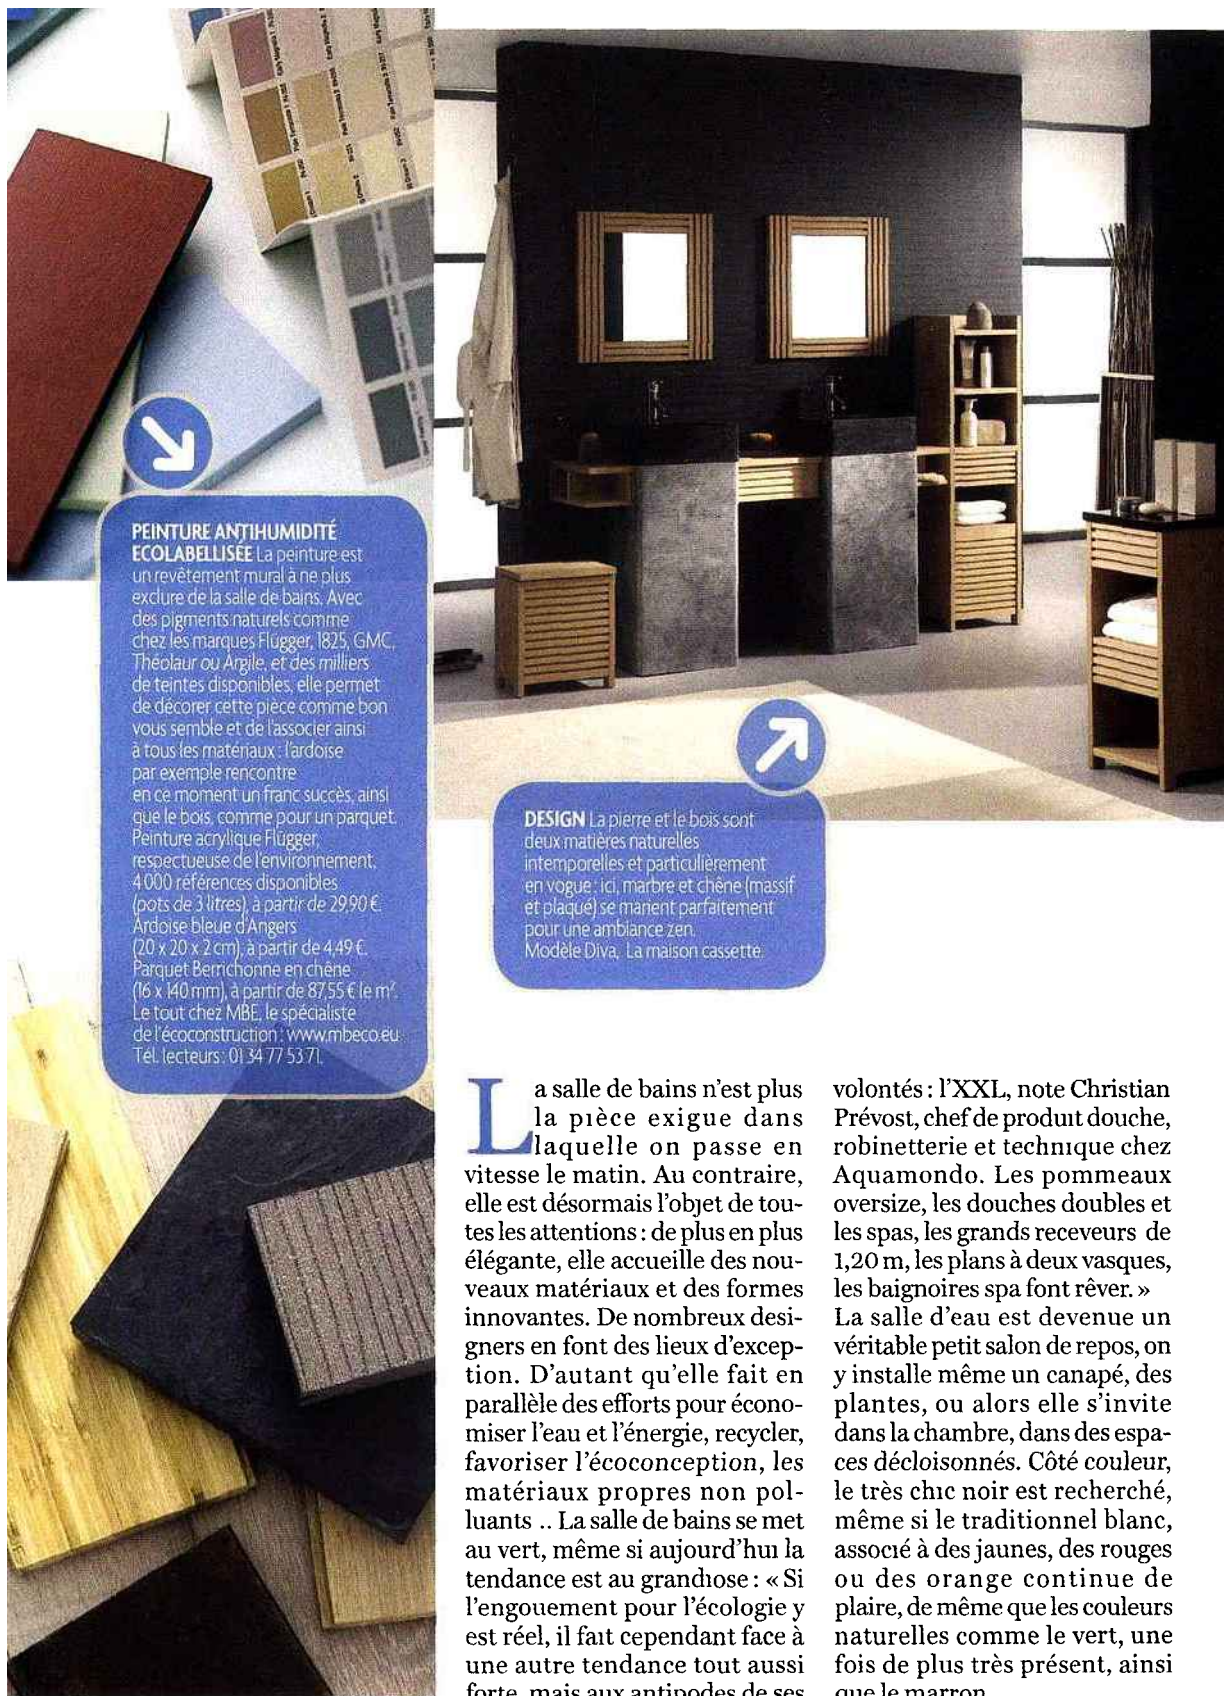 PEINTURE ANTIHUMIDITÉ
ECOLABELLISÉE La peinture est
un revêtement mural à ne plus
exclure de la salle de bains. Avec
des pigments naturels comme
chez les marques Flügger, 1825, GMC,
Théolaur ou Argile, et des milliers
de teintes disponibles, elle permet
de décorer cette pièce comme bon
vous semble et de l'associer ainsi
à tous les matériaux : l'ardoise
par exemple rencontre
en ce moment un franc succès, ainsi
que le bois, comme pour un parquet.
Peinture acrylique Flügger,
respectueuse de l'environnement,
4000 références disponibles
(pots de 3 litres), à partir de 29,90 €.
Ardoise bleue d'Angers
(20 x 20 x 2 cm), à partir de 4,49 €.
Parquet Berrichonne en chêne
(16 x 140 mm), à partir de 87,55 € le m².
Le tout chez MBE, le spécialiste
de l'écoconstruction : www.mbeco.eu
Tél. lecteurs : 01 34 77 53 71.
DESIGN La pierre et le bois sont
deux matières naturelles
intemporelles et particulièrement
en vogue : ici, marbre et chêne (massif
et plaqué) se marient parfaitement
pour une ambiance zen.
Modèle Diva, La maison cassette.
La salle de bains n'est plus
la pièce exigue dans
laquelle on passe en
vitesse le matin. Au contraire,
elle est désormais l'objet de tou-
tes les attentions : de plus en plus
élégante, elle accueille des nou-
veaux matériaux et des formes
innovantes. De nombreux desi-
gners en font des lieux d'excep-
tion. D'autant qu'elle fait en
parallèle des efforts pour écono-
miser l'eau et l'énergie, recycler,
favoriser l'écoconception, les
matériaux propres non pol-
luants .. La salle de bains se met
au vert, même si aujourd'hui la
tendance est au grandiose : « Si
l'engouement pour l'écologie y
est réel, il fait cependant face à
une autre tendance tout aussi
forte, mais aux antipodes de ses
volontés : l'XXL, note Christian
Prévost, chef de produit douche,
robinetterie et technique chez
Aquamondo. Les pommeaux
oversize, les douches doubles et
les spas, les grands receveurs de
1,20 m, les plans à deux vasques,
les baignoires spa font rêver. »
La salle d'eau est devenue un
véritable petit salon de repos, on
y installe même un canapé, des
plantes, ou alors elle s'invite
dans la chambre, dans des espa-
ces décloisonnés. Côté couleur,
le très chic noir est recherché,
même si le traditionnel blanc,
associé à des jaunes, des rouges
ou des orange continue de
plaire, de même que les couleurs
naturelles comme le vert, une
fois de plus très présent, ainsi
que le marron.